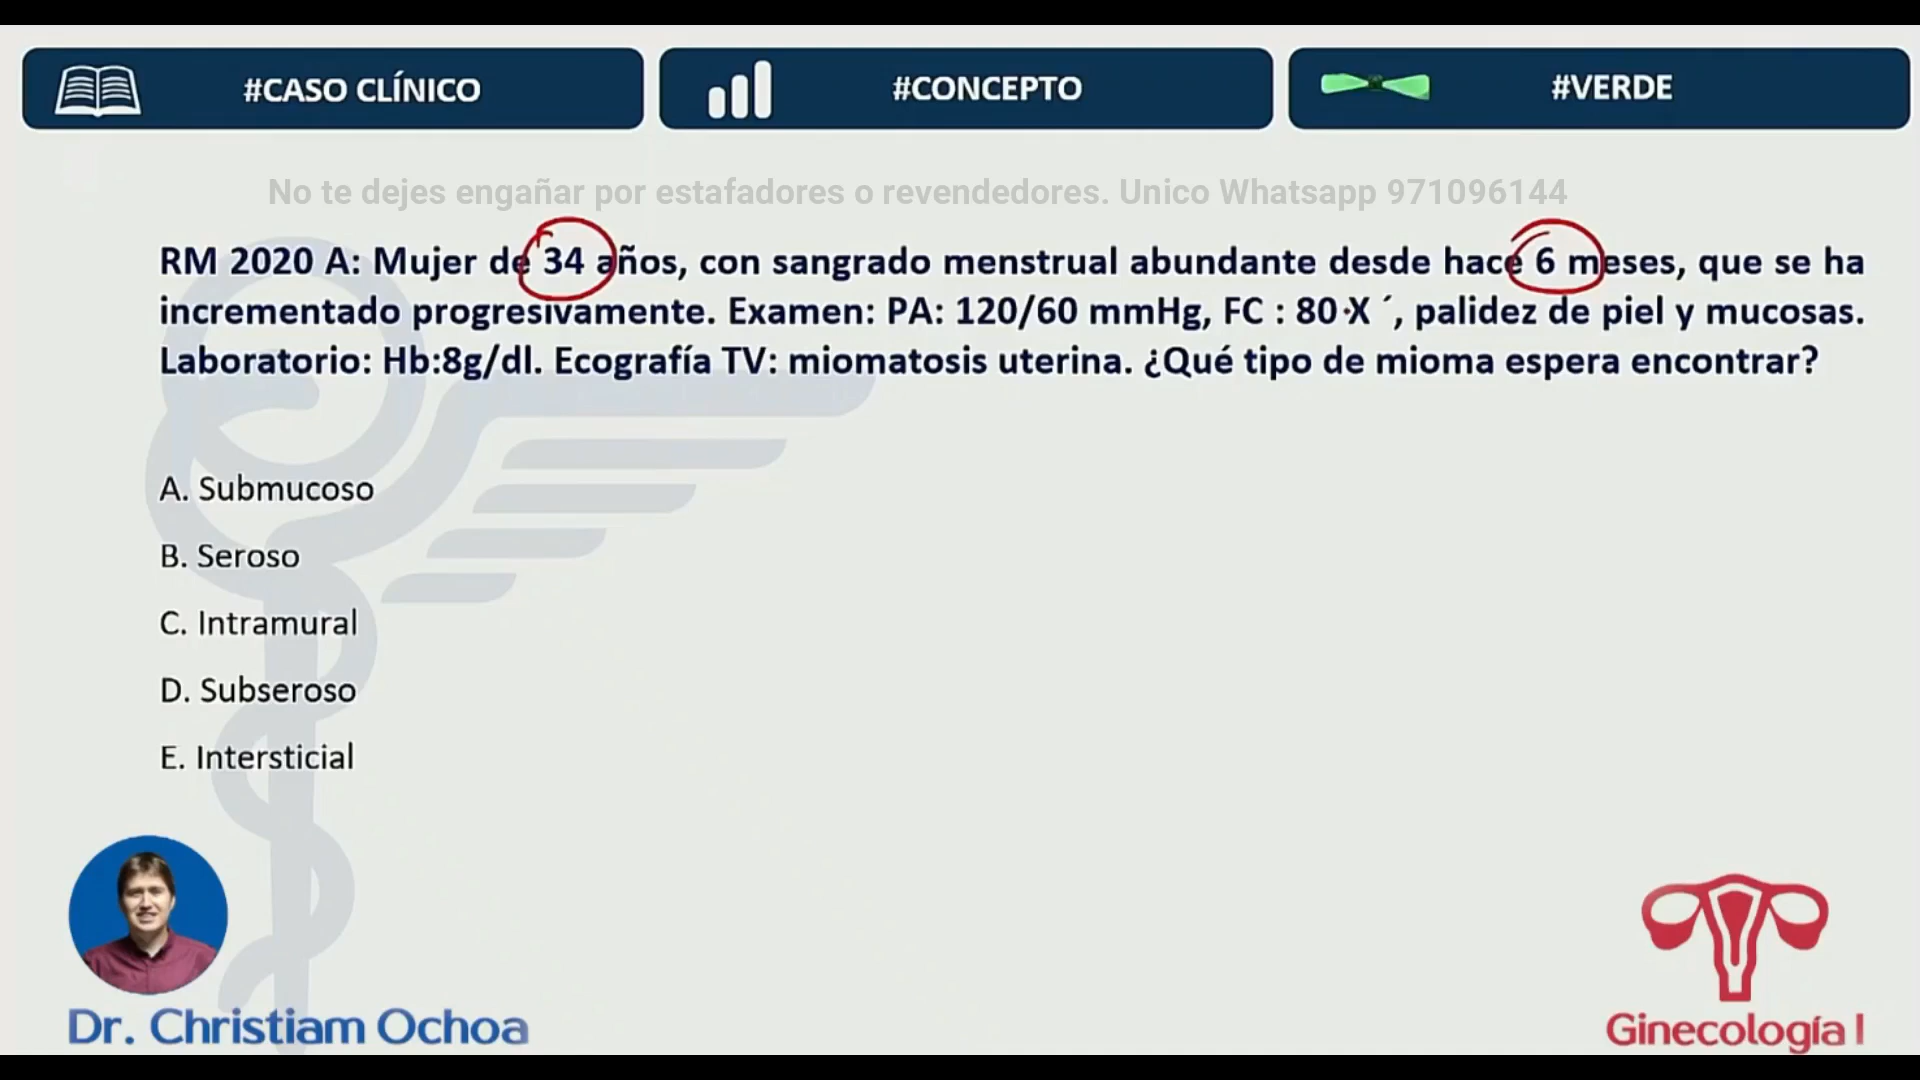 #CASO CLÍNICO
#CONCEPTO
#VERDE
No te dejes engañar por estafadores o revendedores. Unico Whatsapp 971096144
RM 2020 A: Mujer de 34 años, con sangrado menstrual abundante desde hace 6 meses, que se ha
incrementado progresivamente. Examen: PA: 120/60 mmHg, FC : 80·X ´, palidez de piel y mucosas.
Laboratorio: Hb:8g/dl. Ecografía TV: miomatosis uterina. ¿Qué tipo de mioma espera encontrar?
A. Submucoso
B. Seroso
C. Intramural
D. Subseroso
E. Intersticial
Dr. Christiam Ochoa
Ginecología I